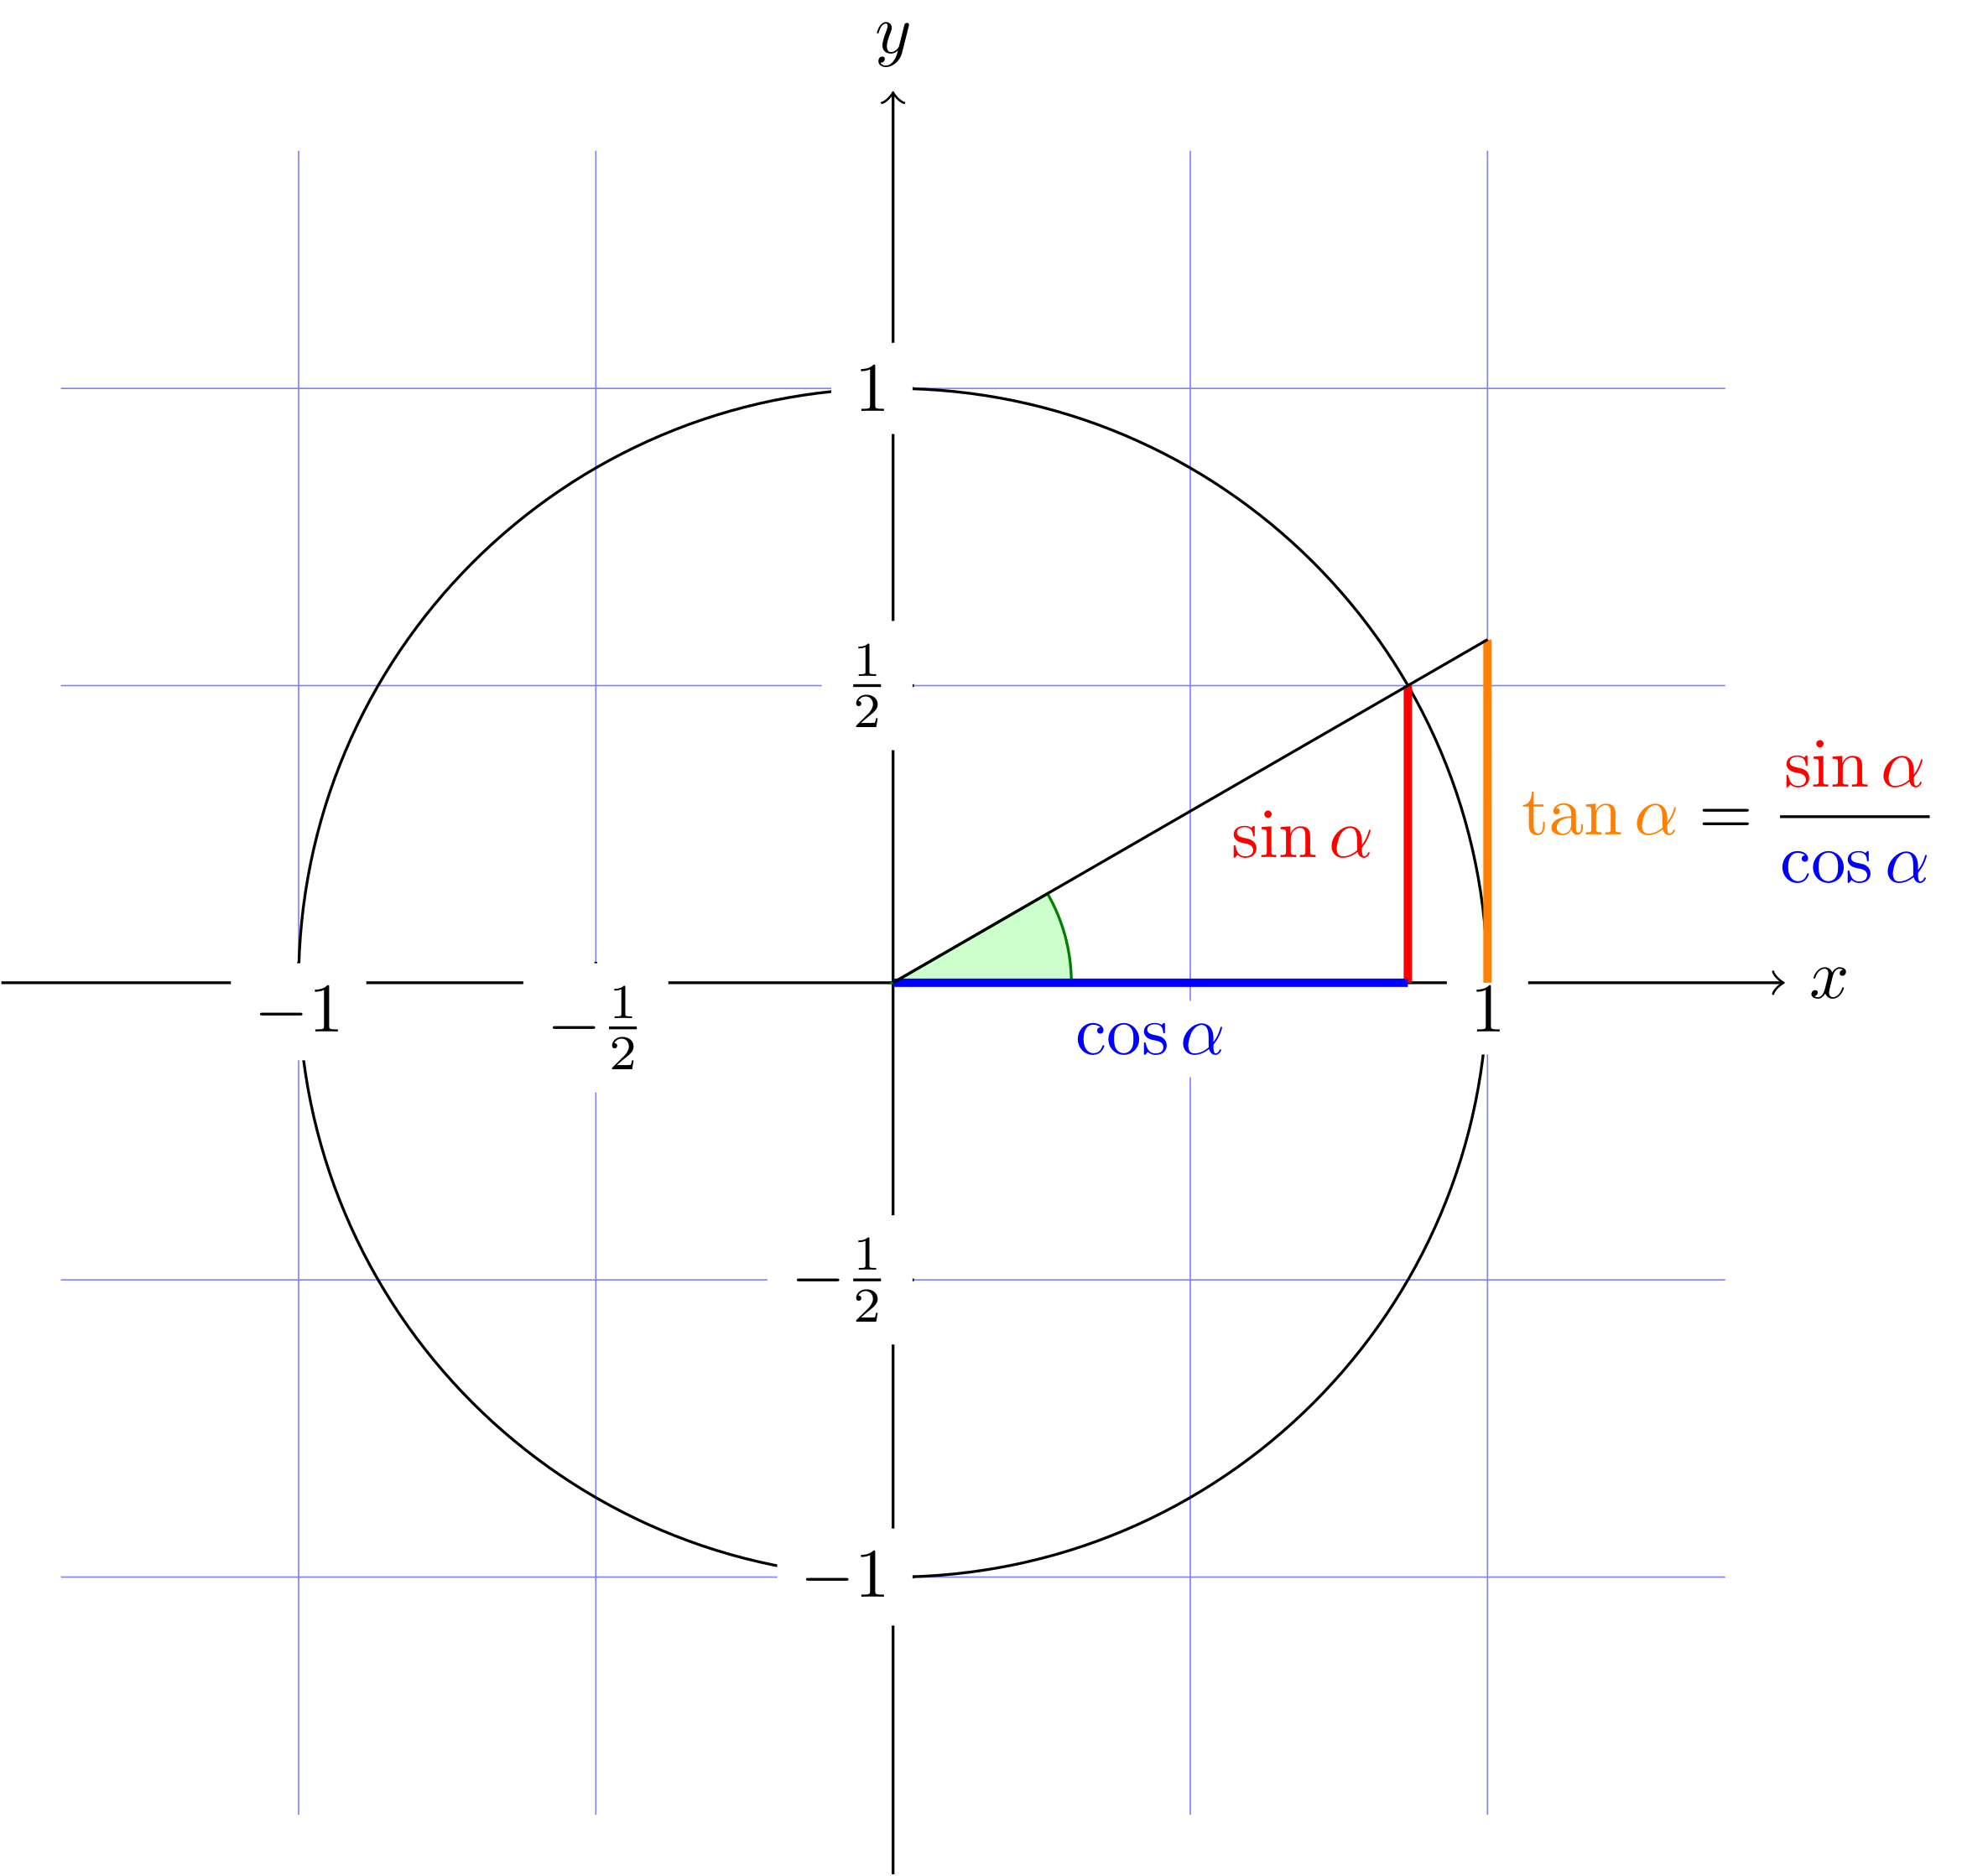 y
1
1/2
sin α
tan α = sin α / cos α
x
−1
−1/2
cos α
1
−1/2
−1